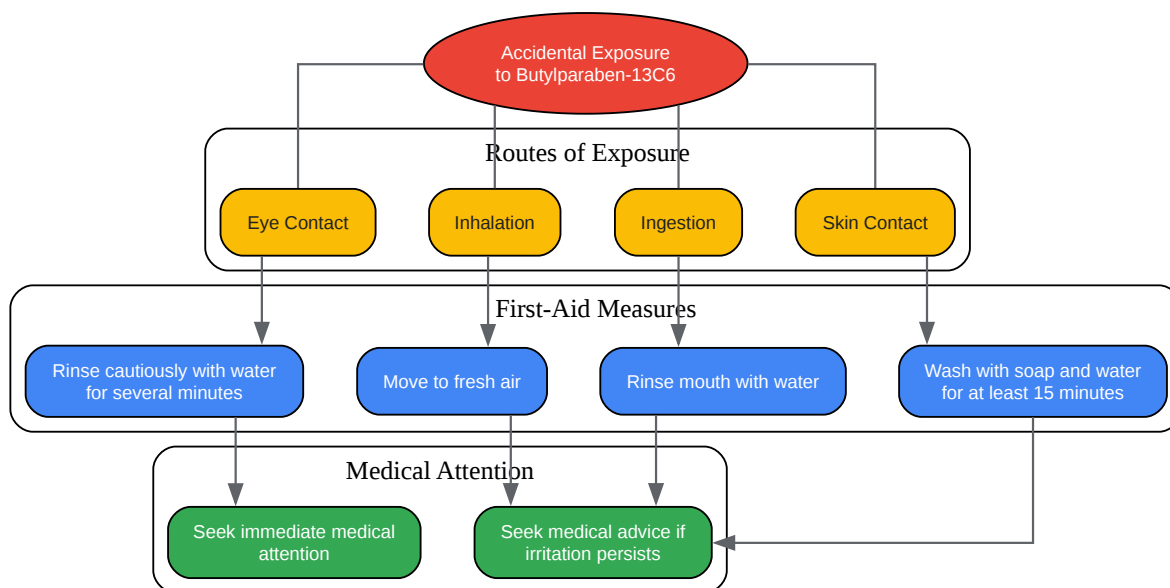 Accidental Exposure
to Butylparaben-13C6
Routes of Exposure
Eye Contact
Inhalation
Ingestion
Skin Contact
First-Aid Measures
Rinse cautiously with water
for several minutes
Move to fresh air
Rinse mouth with water
Wash with soap and water
for at least 15 minutes
Medical Attention
Seek immediate medical
attention
Seek medical advice if
irritation persists